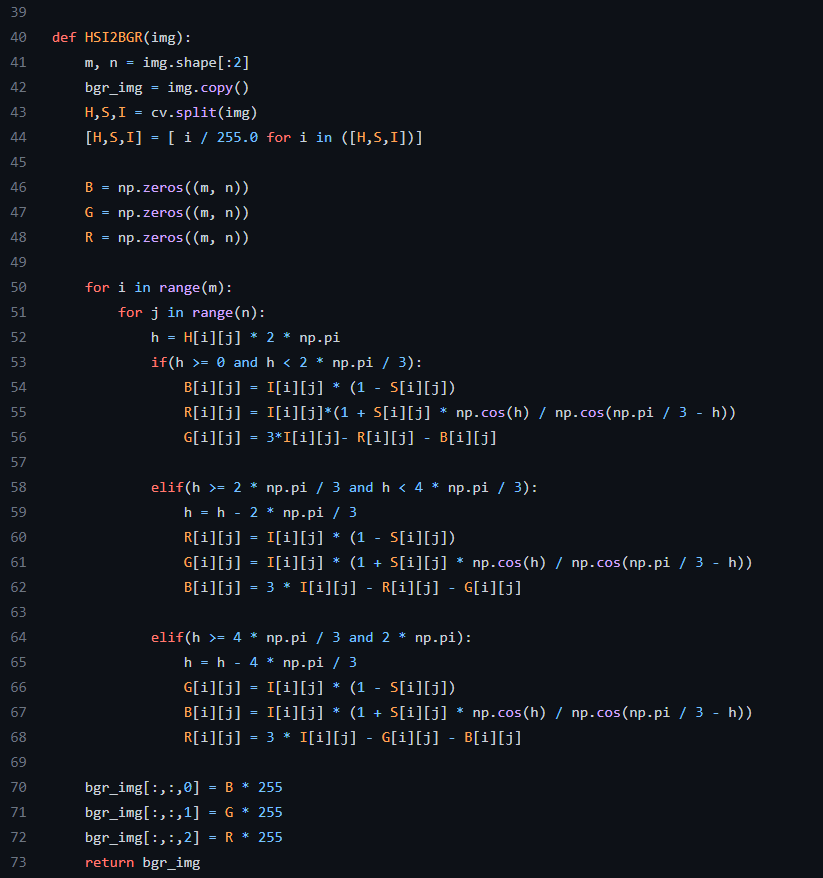 39
40 def HSI2BGR(img):
41     m, n = img.shape[:2]
42     bgr_img = img.copy()
43     H,S,I = cv.split(img)
44     [H,S,I] = [ i / 255.0 for i in ([H,S,I])]
45
46     B = np.zeros((m, n))
47     G = np.zeros((m, n))
48     R = np.zeros((m, n))
49
50     for i in range(m):
51         for j in range(n):
52             h = H[i][j] * 2 * np.pi
53             if(h >= 0 and h < 2 * np.pi / 3):
54                 B[i][j] = I[i][j] * (1 - S[i][j])
55                 R[i][j] = I[i][j]*(1 + S[i][j] * np.cos(h) / np.cos(np.pi / 3 - h))
56                 G[i][j] = 3*I[i][j]- R[i][j] - B[i][j]
57
58             elif(h >= 2 * np.pi / 3 and h < 4 * np.pi / 3):
59                 h = h - 2 * np.pi / 3
60                 R[i][j] = I[i][j] * (1 - S[i][j])
61                 G[i][j] = I[i][j] * (1 + S[i][j] * np.cos(h) / np.cos(np.pi / 3 - h))
62                 B[i][j] = 3 * I[i][j] - R[i][j] - G[i][j]
63
64             elif(h >= 4 * np.pi / 3 and 2 * np.pi):
65                 h = h - 4 * np.pi / 3
66                 G[i][j] = I[i][j] * (1 - S[i][j])
67                 B[i][j] = I[i][j] * (1 + S[i][j] * np.cos(h) / np.cos(np.pi / 3 - h))
68                 R[i][j] = 3 * I[i][j] - G[i][j] - B[i][j]
69
70     bgr_img[:,:,0] = B * 255
71     bgr_img[:,:,1] = G * 255
72     bgr_img[:,:,2] = R * 255
73     return bgr_img